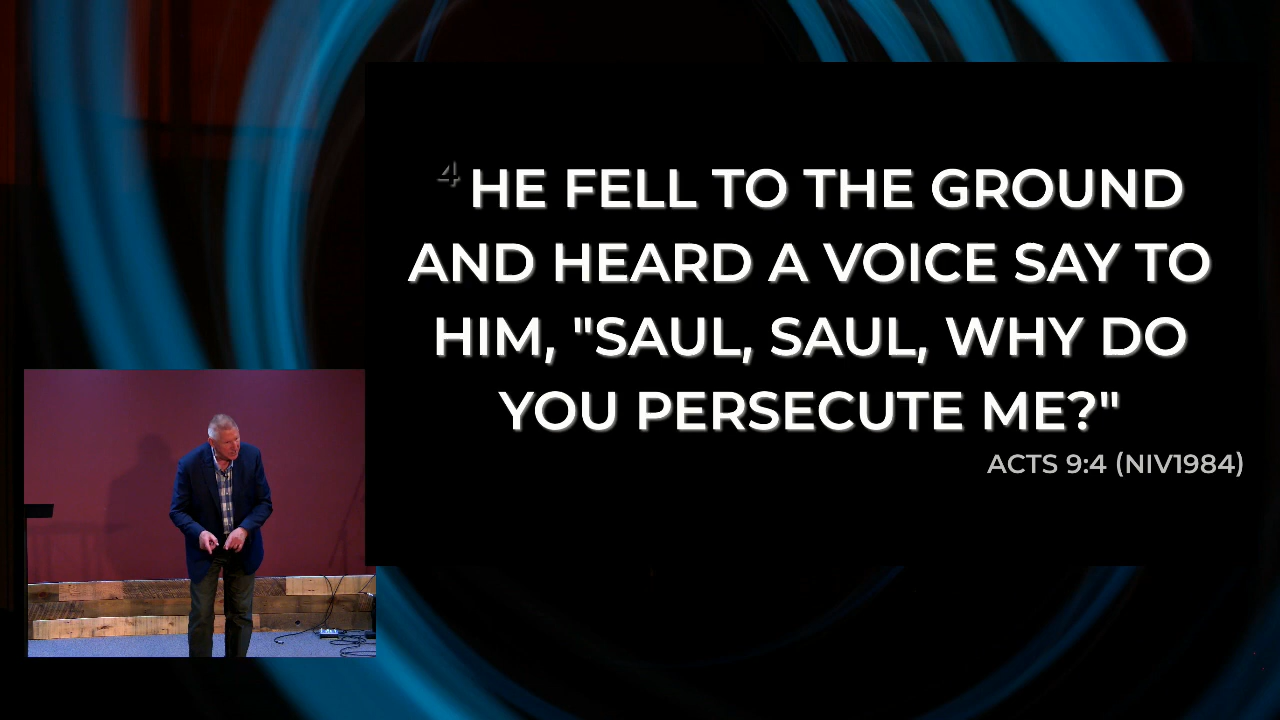 4 HE FELL TO THE GROUND
AND HEARD A VOICE SAY TO
HIM, "SAUL, SAUL, WHY DO
YOU PERSECUTE ME?"
ACTS 9:4 (NIV1984)